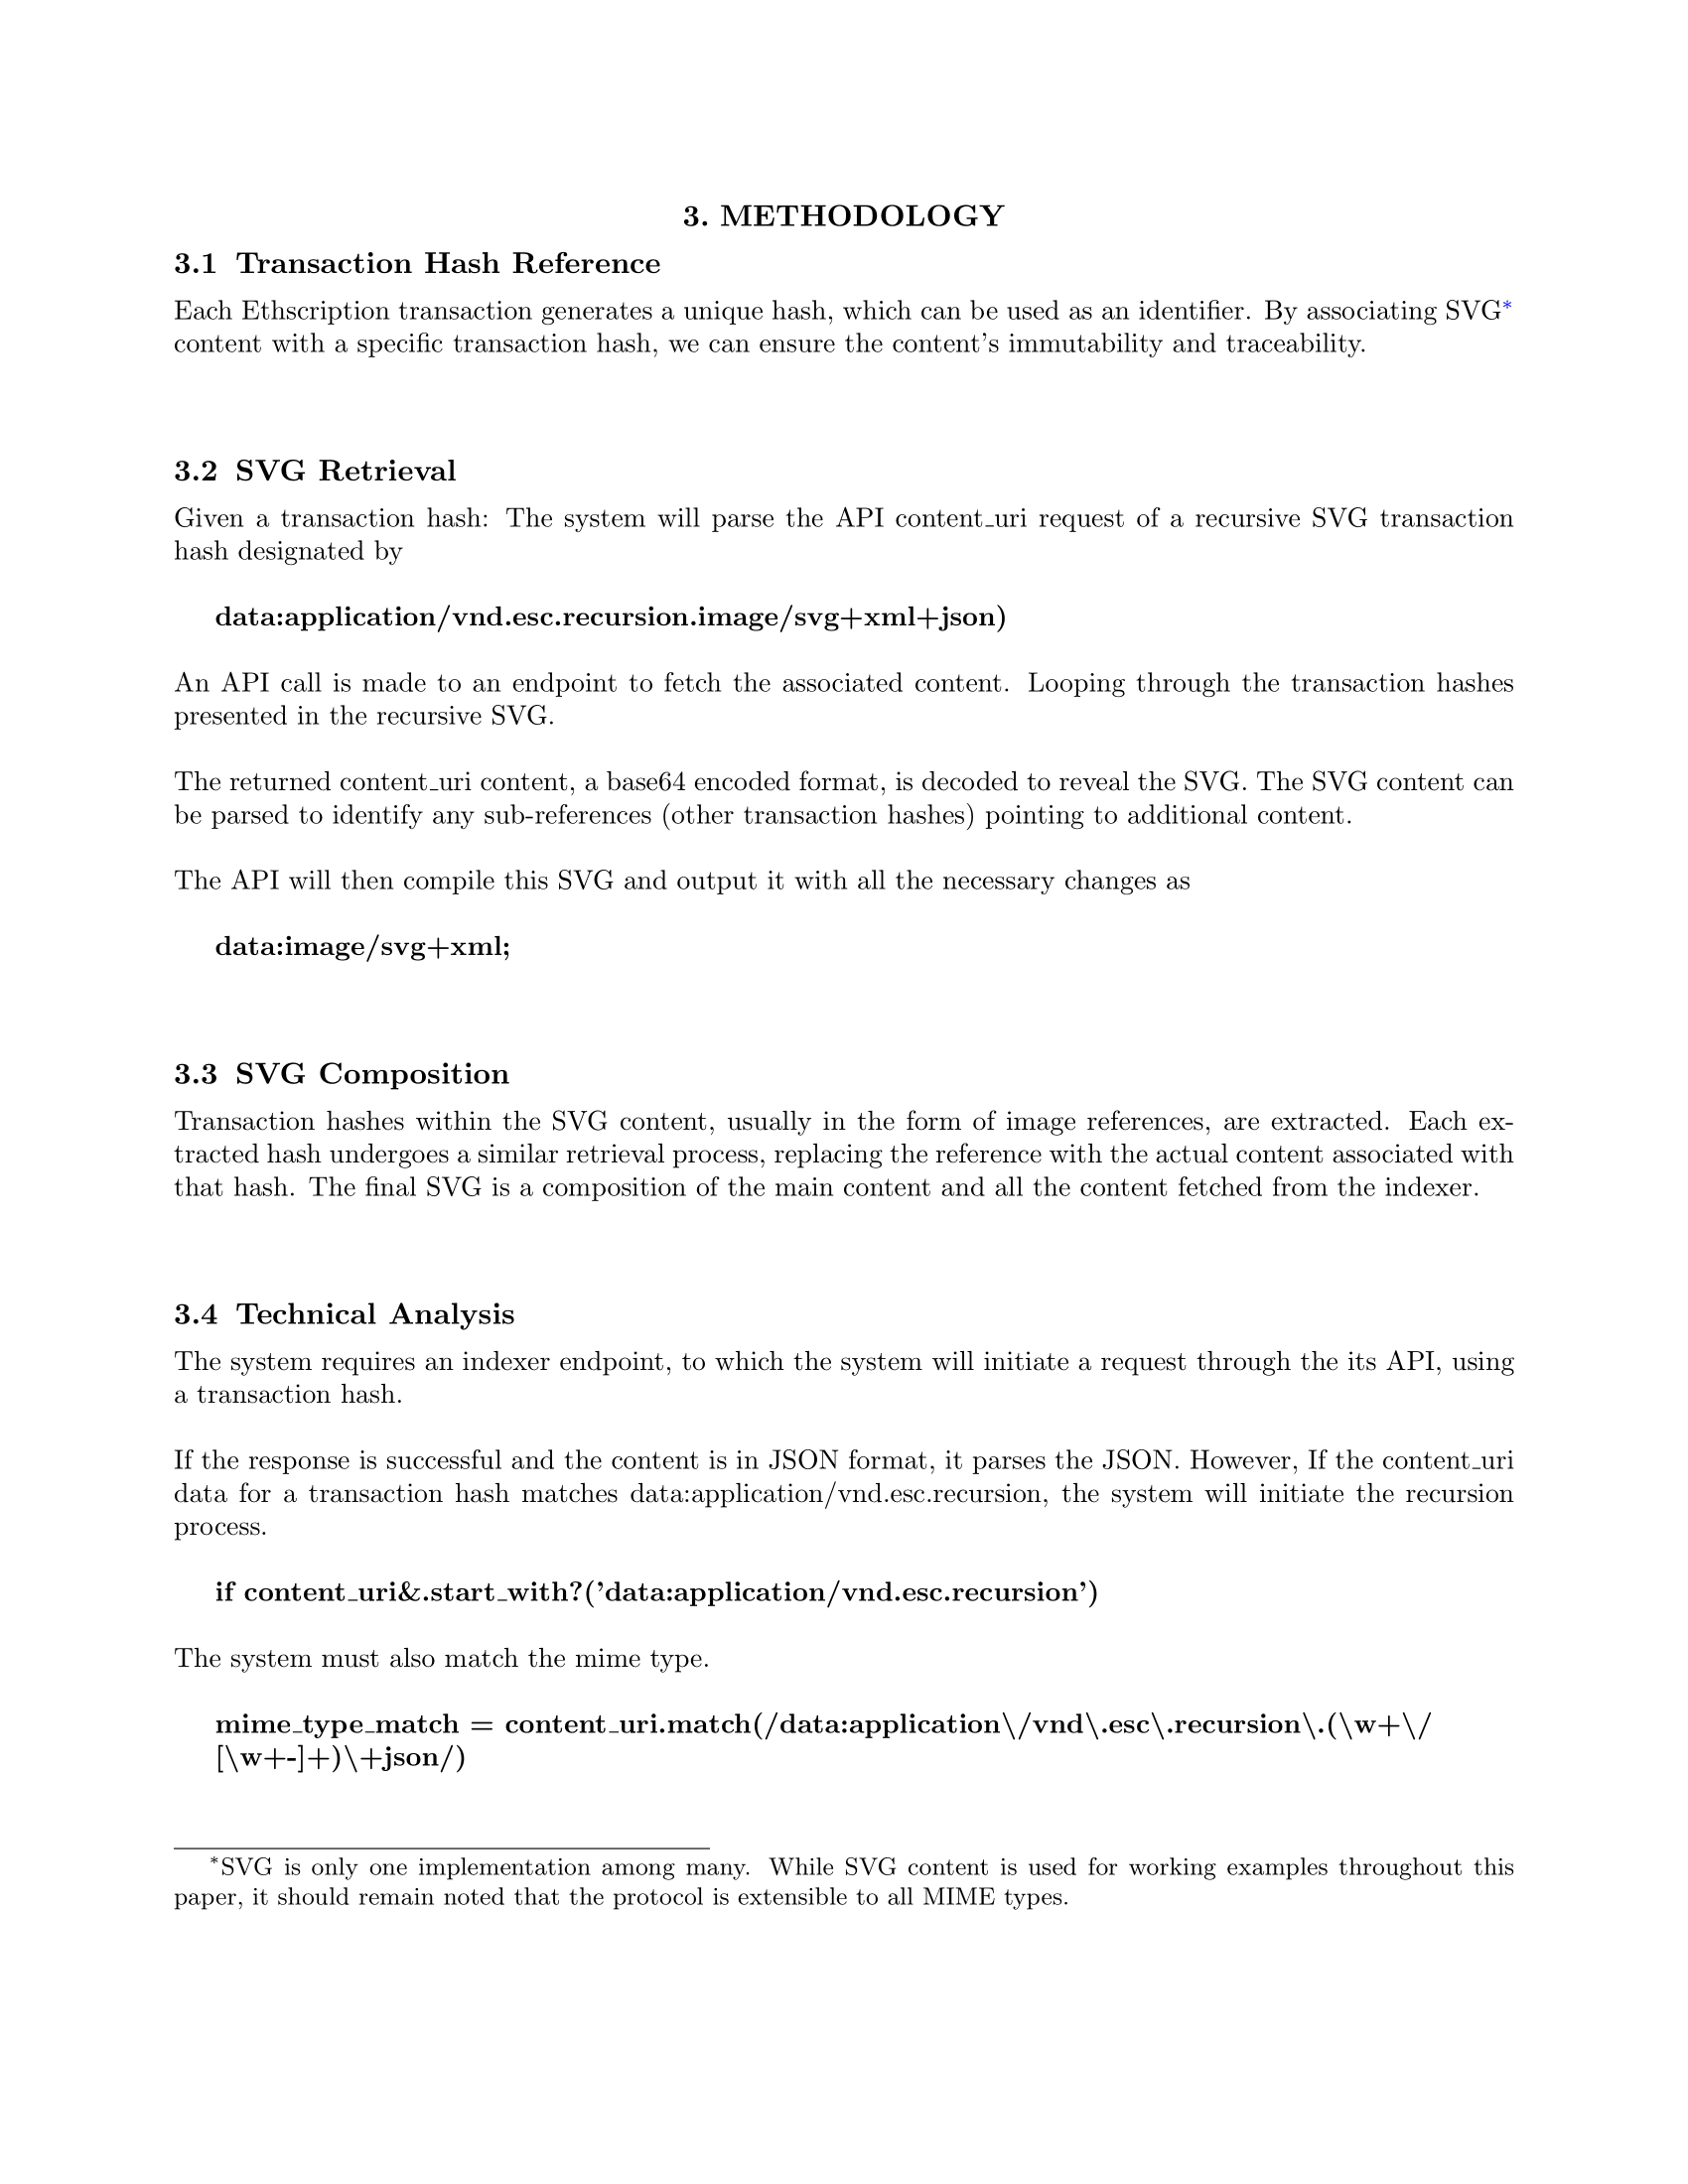 3. METHODOLOGY
3.1 Transaction Hash Reference
Each Ethscription transaction generates a unique hash, which can be used as an identifier. By associating SVG*
content with a specific transaction hash, we can ensure the content's immutability and traceability.
3.2 SVG Retrieval
Given a transaction hash: The system will parse the API content_uri request of a recursive SVG transaction
hash designated by
data:application/vnd.esc.recursion.image/svg+xml+json)
An API call is made to an endpoint to fetch the associated content. Looping through the transaction hashes
presented in the recursive SVG.
The returned content_uri content, a base64 encoded format, is decoded to reveal the SVG. The SVG content can
be parsed to identify any sub-references (other transaction hashes) pointing to additional content.
The API will then compile this SVG and output it with all the necessary changes as
data:image/svg+xml;
3.3 SVG Composition
Transaction hashes within the SVG content, usually in the form of image references, are extracted. Each ex-
tracted hash undergoes a similar retrieval process, replacing the reference with the actual content associated with
that hash. The final SVG is a composition of the main content and all the content fetched from the indexer.
3.4 Technical Analysis
The system requires an indexer endpoint, to which the system will initiate a request through the its API, using
a transaction hash.
If the response is successful and the content is in JSON format, it parses the JSON. However, If the content_uri
data for a transaction hash matches data:application/vnd.esc.recursion, the system will initiate the recursion
process.
if content_uri&.start_with?('data:application/vnd.esc.recursion')
The system must also match the mime type.
mime_type_match = content_uri.match(/data:application\/vnd\.esc\.recursion\.(\w+\/
[\w+-]+)\+json/)
*SVG is only one implementation among many. While SVG content is used for working examples throughout this
paper, it should remain noted that the protocol is extensible to all MIME types.